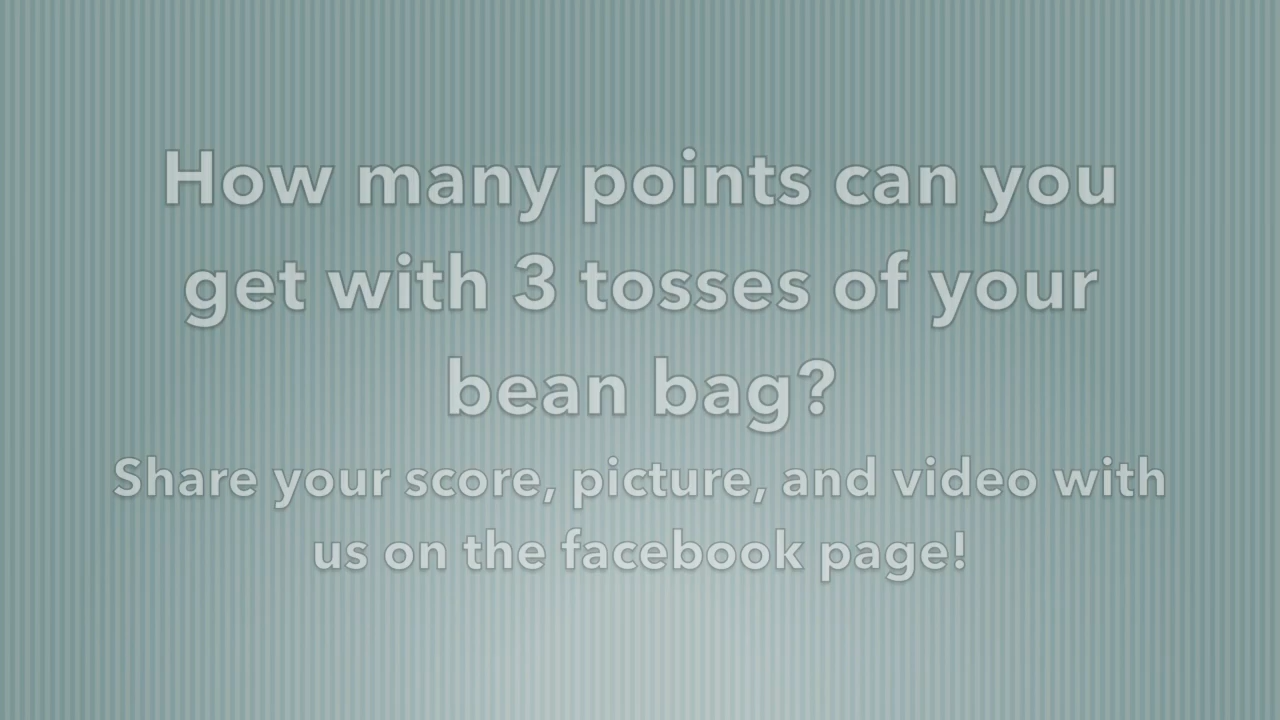 How many points can you
get with 3 tosses of your
bean bag?
Share your score, picture, and video with
us on the facebook page!